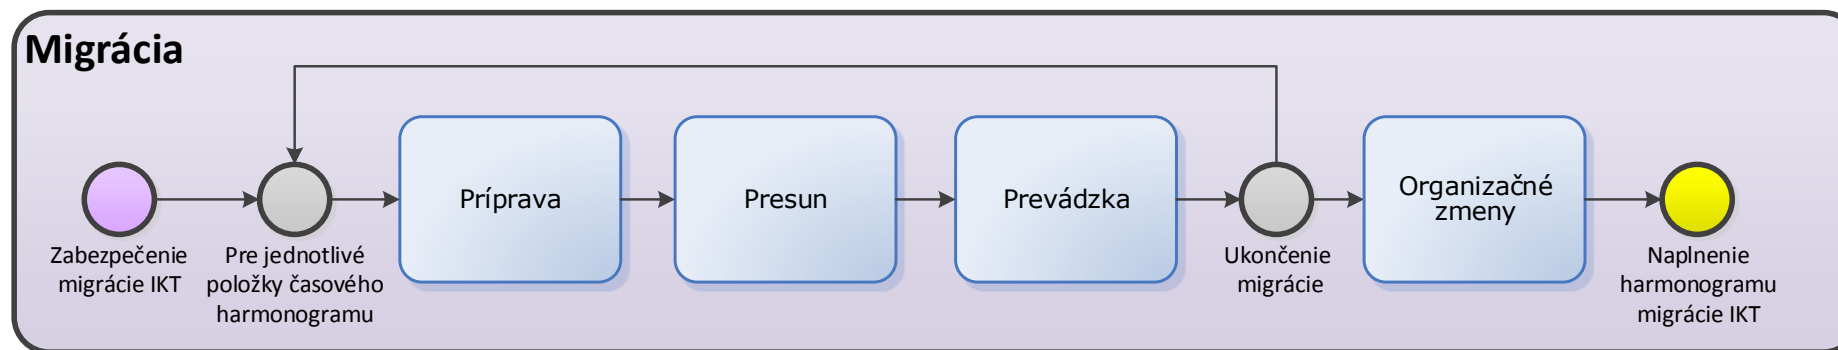 Migrácia
Zabezpečenie
migrácie IKT
Pre jednotlivé
položky časového
harmonogramu
Príprava
Presun
Prevádzka
Ukončenie
migrácie
Organizačné
zmeny
Naplnenie
harmonogramu
migrácie IKT